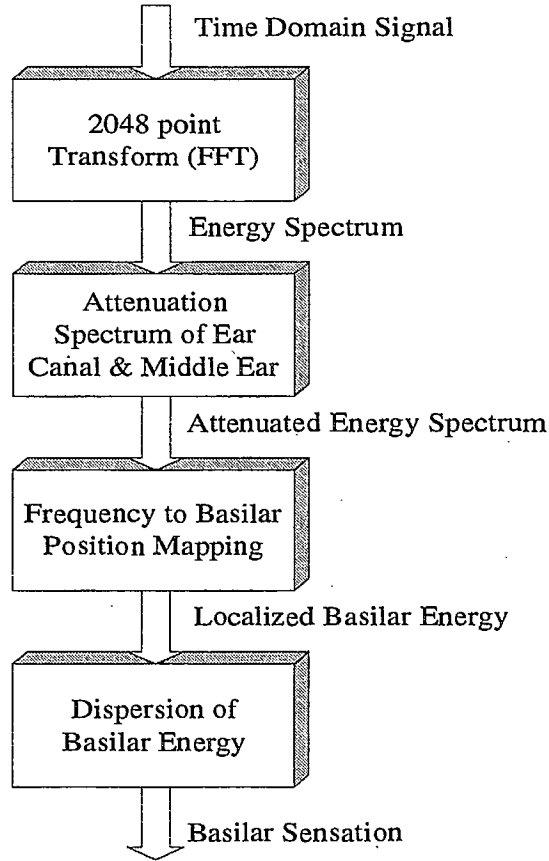 Time Domain Signal
2048 point
Transform (FFT)
Energy Spectrum
Attenuation
Spectrum of Ear
Canal & Middle Ear
Attenuated Energy Spectrum
Frequency to Basilar
Position Mapping
Localized Basilar Energy
Dispersion of
Basilar Energy
Basilar Sensation